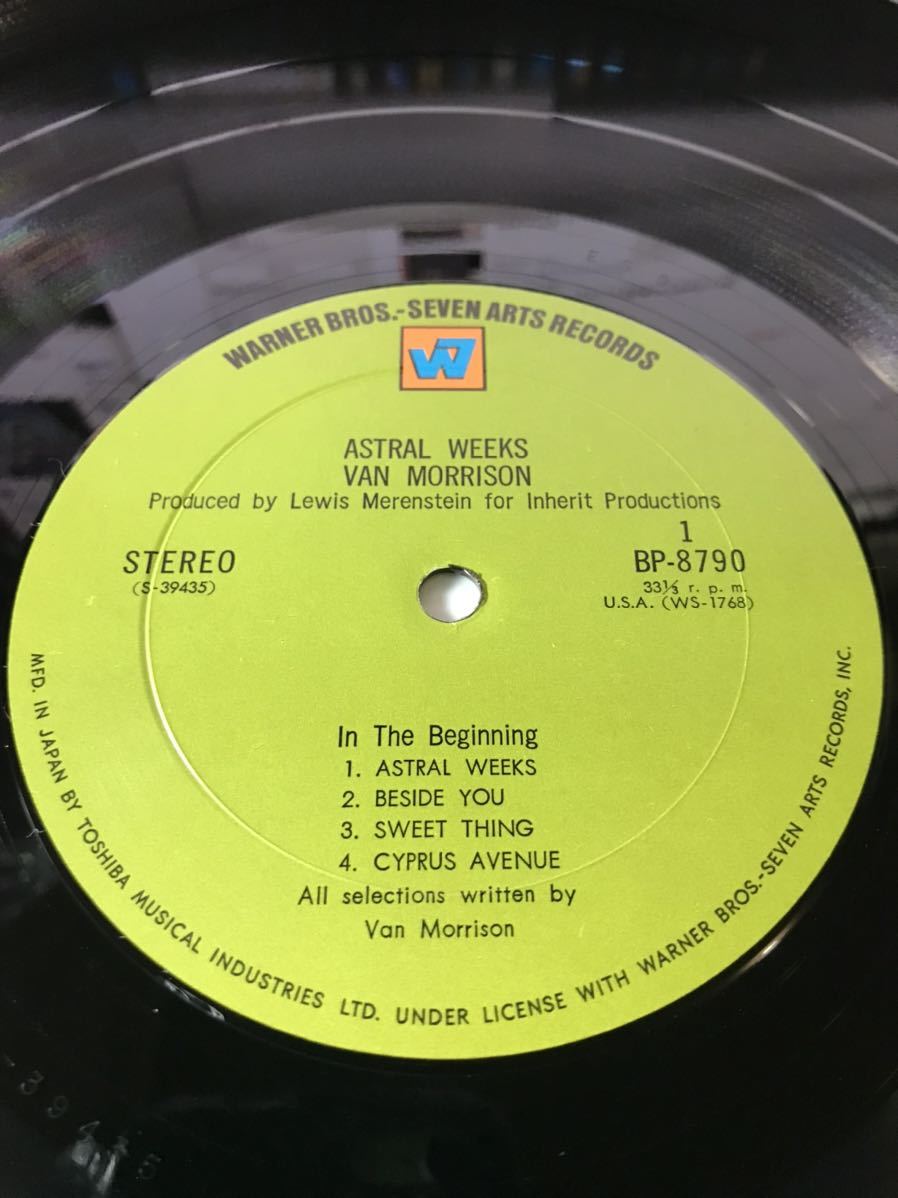 WARNER BROS.-SEVEN ARTS RECORDS
W7
ASTRAL WEEKS
VAN MORRISON
Produced by Lewis Merenstein for Inherit Productions
1
STEREO
BP-8790
(S-39435)
33⅓ r. p. m.
U.S.A. (WS-1768)
In The Beginning
1. ASTRAL WEEKS
2. BESIDE YOU
3. SWEET THING
4. CYPRUS AVENUE
All selections written by
Van Morrison
MFD. IN JAPAN BY TOSHIBA MUSICAL INDUSTRIES LTD. UNDER LICENSE WITH WARNER BROS.-SEVEN ARTS RECORDS, INC.